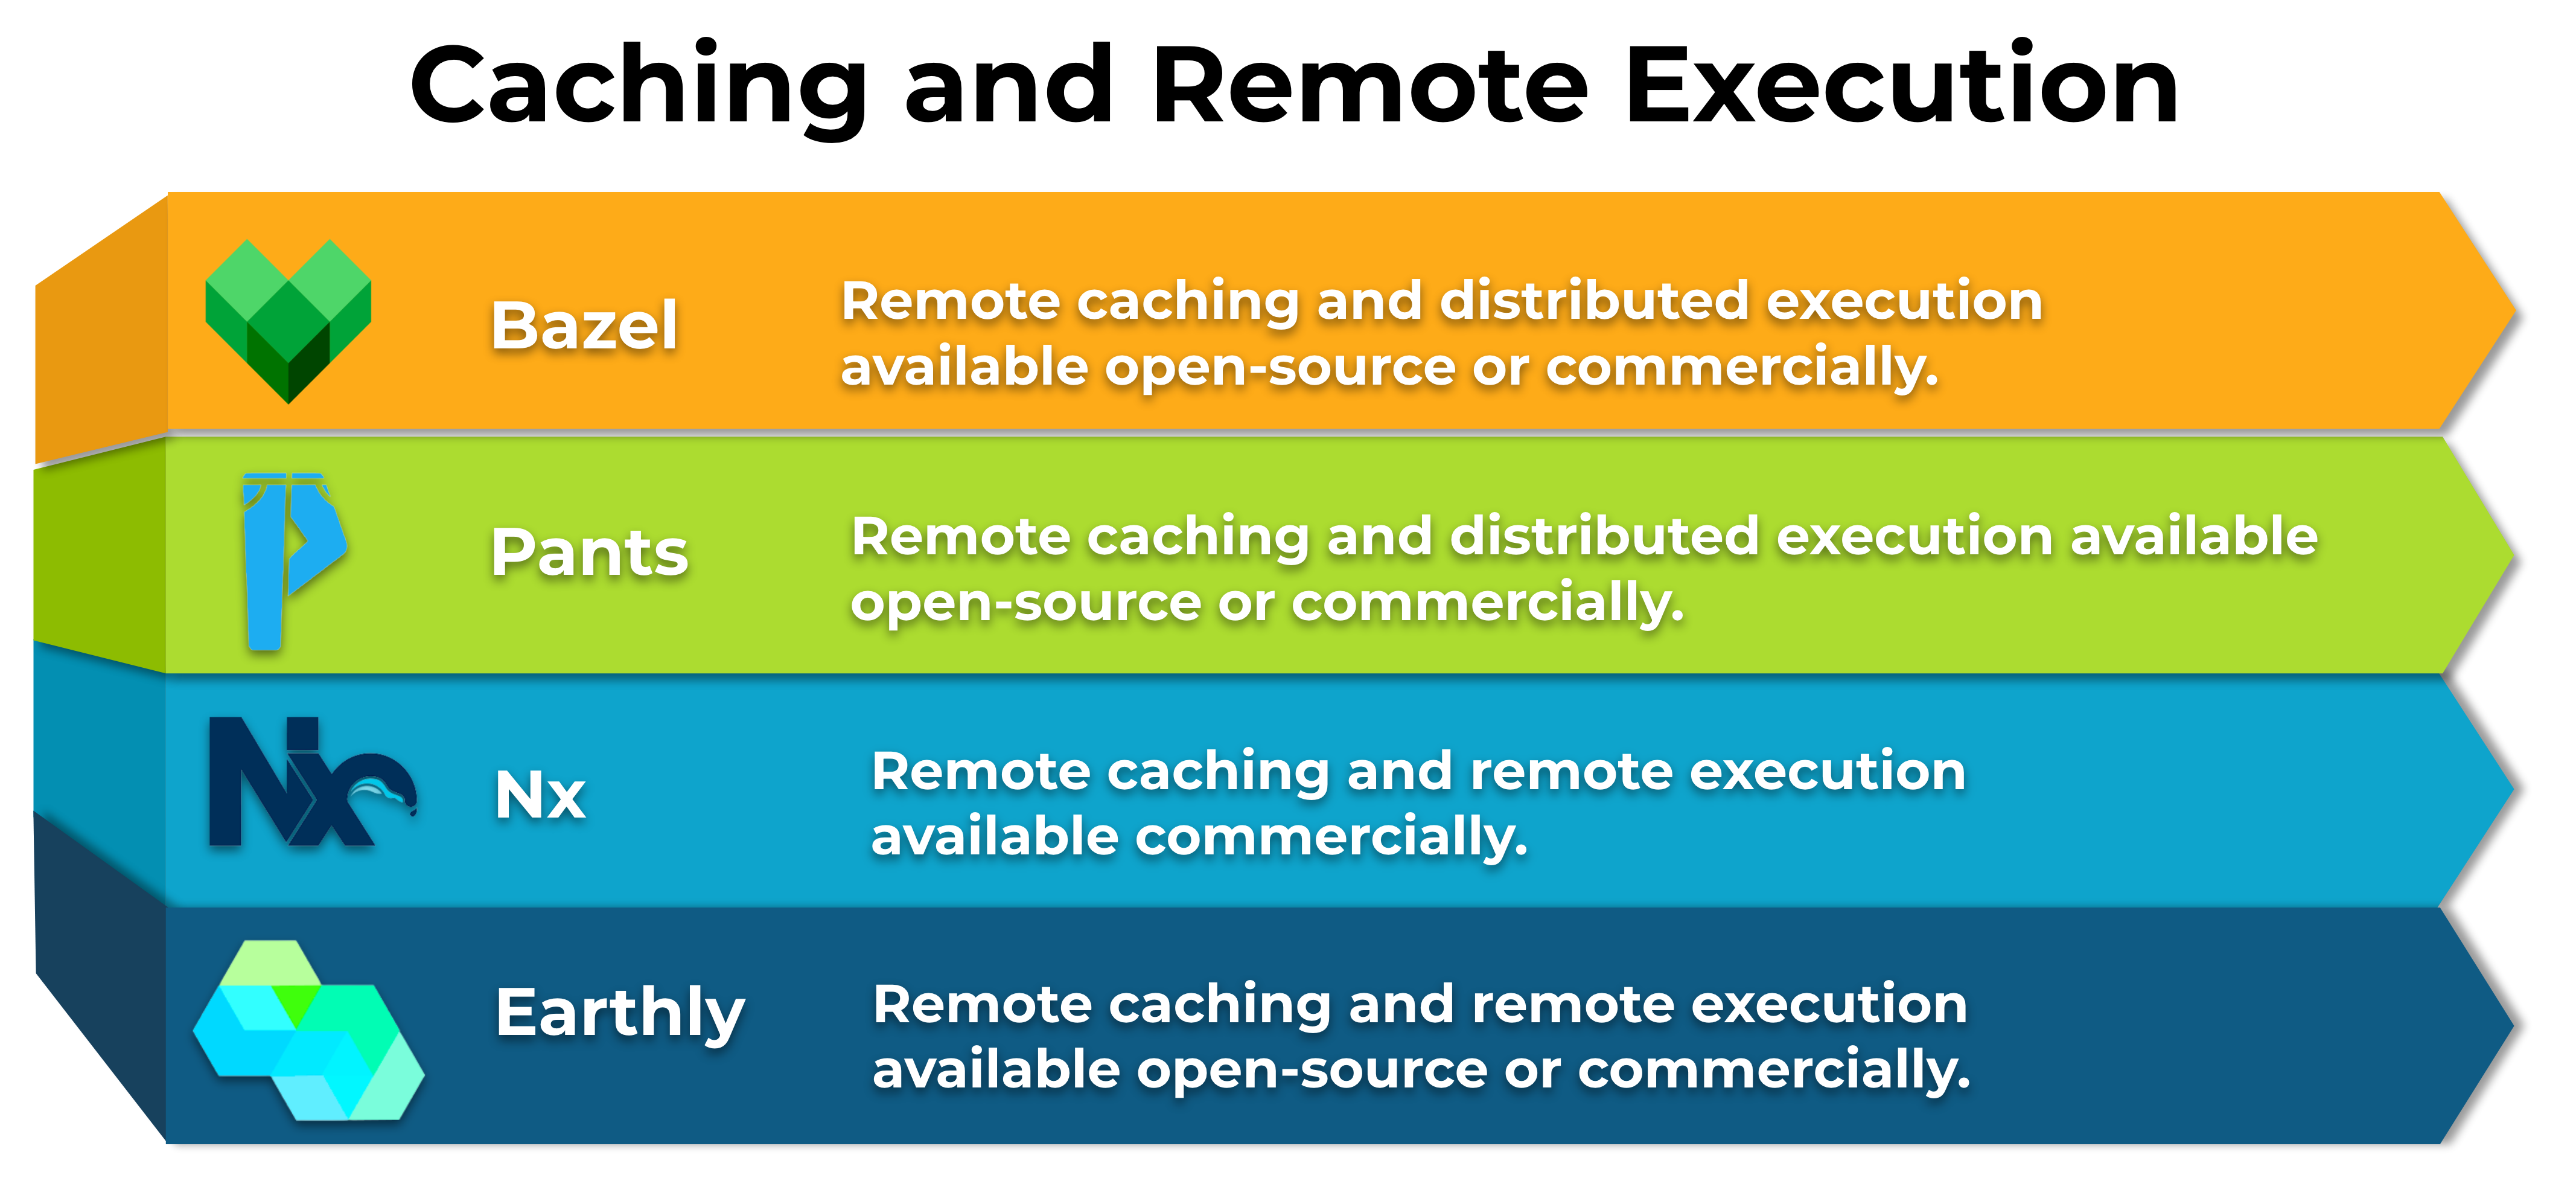 Caching and Remote Execution
Bazel
Remote caching and distributed execution
available open-source or commercially.
Pants
Remote caching and distributed execution available
open-source or commercially.
Nx
Nx
Remote caching and remote execution
available commercially.
Earthly
Remote caching and remote execution
available open-source or commercially.